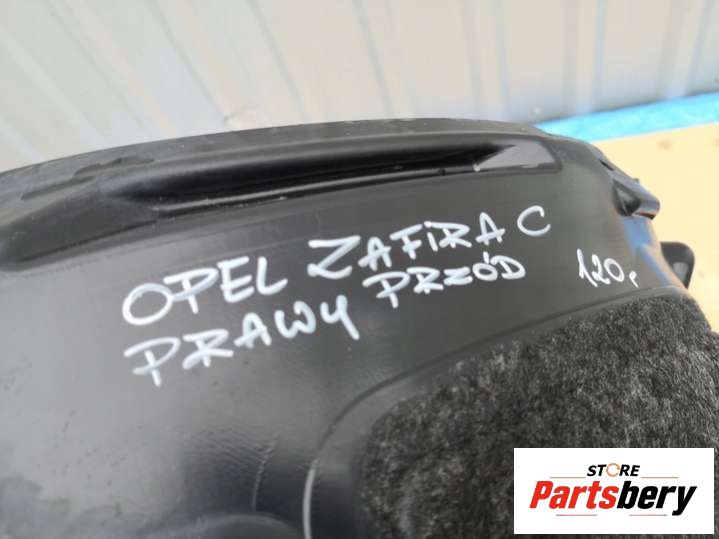 OPEL ZAFIRA C
PRAWY PRZÓD 120,
STORE
Partsbery